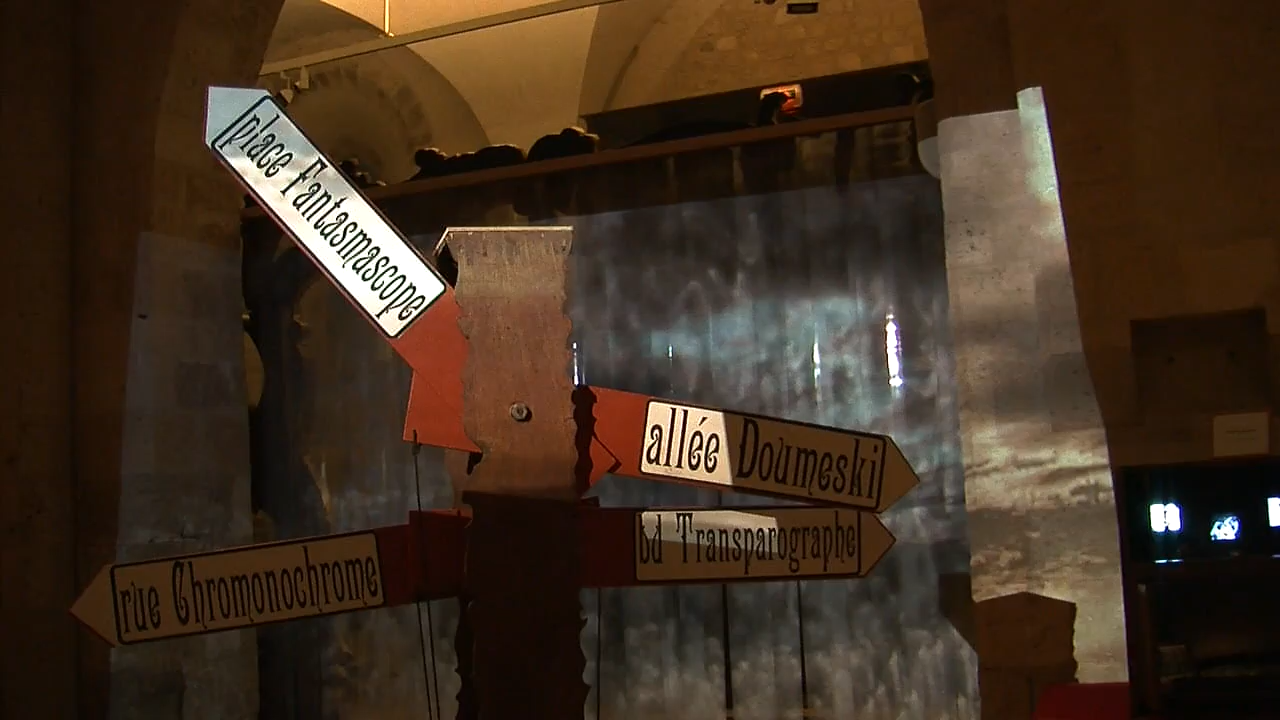 place Fantasmascope
allée Doumeski
bd Transparographe
rue Chromonochrome